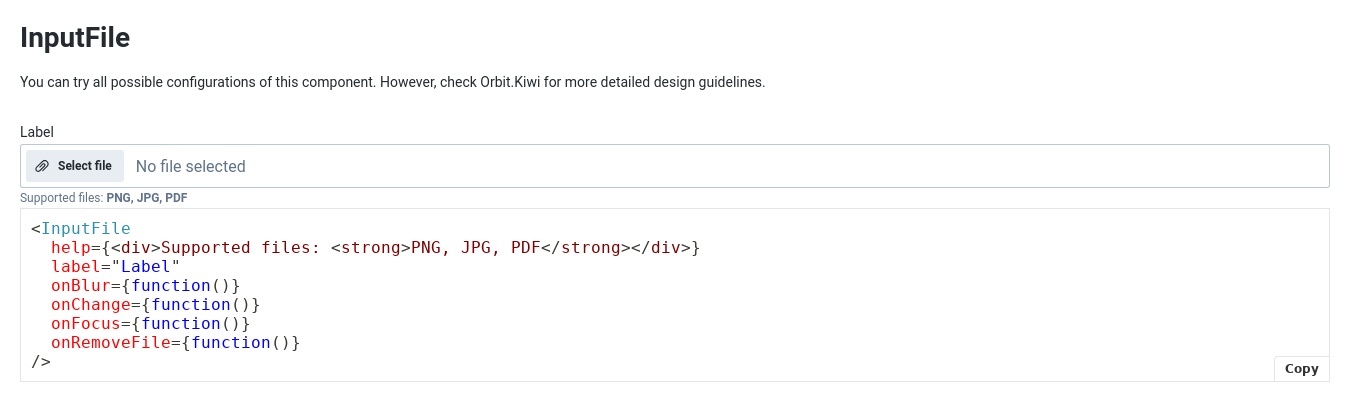 InputFile
You can try all possible configurations of this component. However, check Orbit.Kiwi for more detailed design guidelines.
Label
Select file No file selected
Supported files: PNG, JPG, PDF
<InputFile
  help={<div>Supported files: <strong>PNG, JPG, PDF</strong></div>}
  label="Label"
  onBlur={function()}
  onChange={function()}
  onFocus={function()}
  onRemoveFile={function()}
/>
Copy